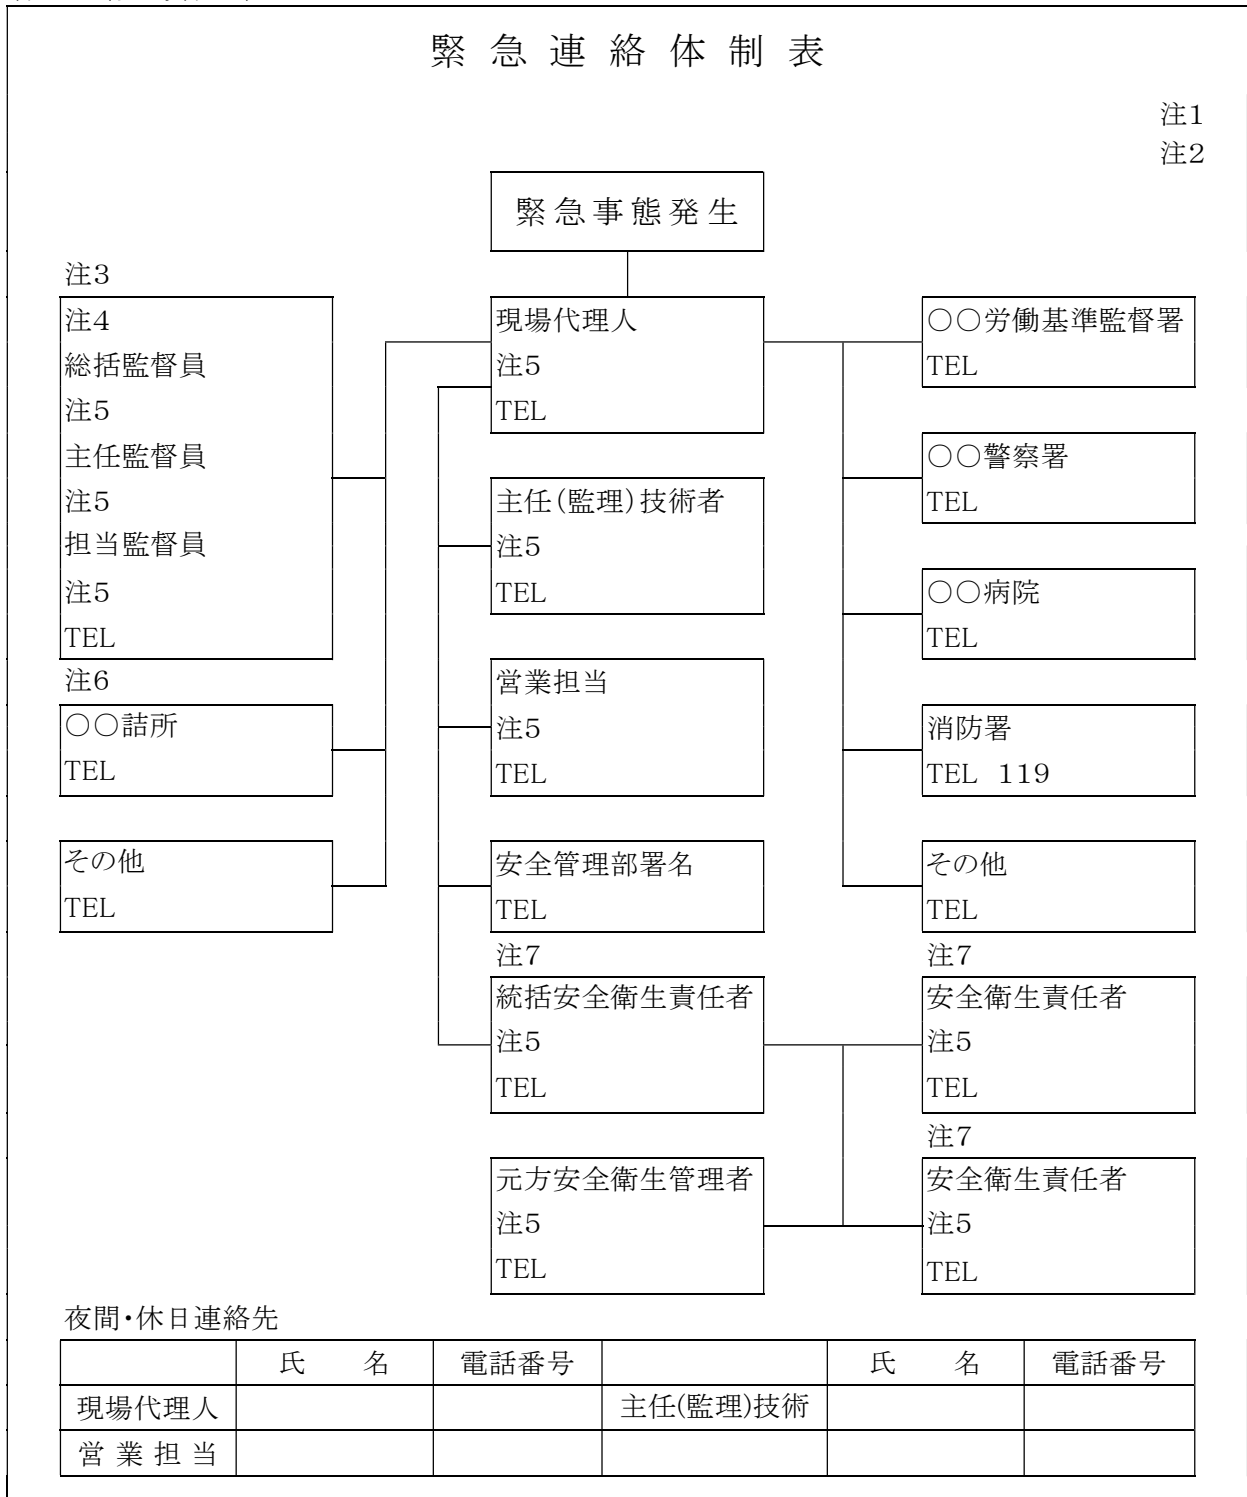 緊急連絡体制表
注1
注2
緊急事態発生
注3
注4
総括監督員
注5
主任監督員
注5
担当監督員
注5
TEL
注6
○○詰所
TEL
その他
TEL
現場代理人
注5
TEL
主任(監理)技術者
注5
TEL
営業担当
注5
TEL
安全管理部署名
TEL
注7
統括安全衛生責任者
注5
TEL
元方安全衛生管理者
注5
TEL
○○労働基準監督署
TEL
○○警察署
TEL
○○病院
TEL
消防署
TEL 119
その他
TEL
注7
安全衛生責任者
注5
TEL
注7
安全衛生責任者
注5
TEL
夜間・休日連絡先
氏 名 電話番号 氏 名 電話番号
現場代理人 主任(監理)技術
営業担当